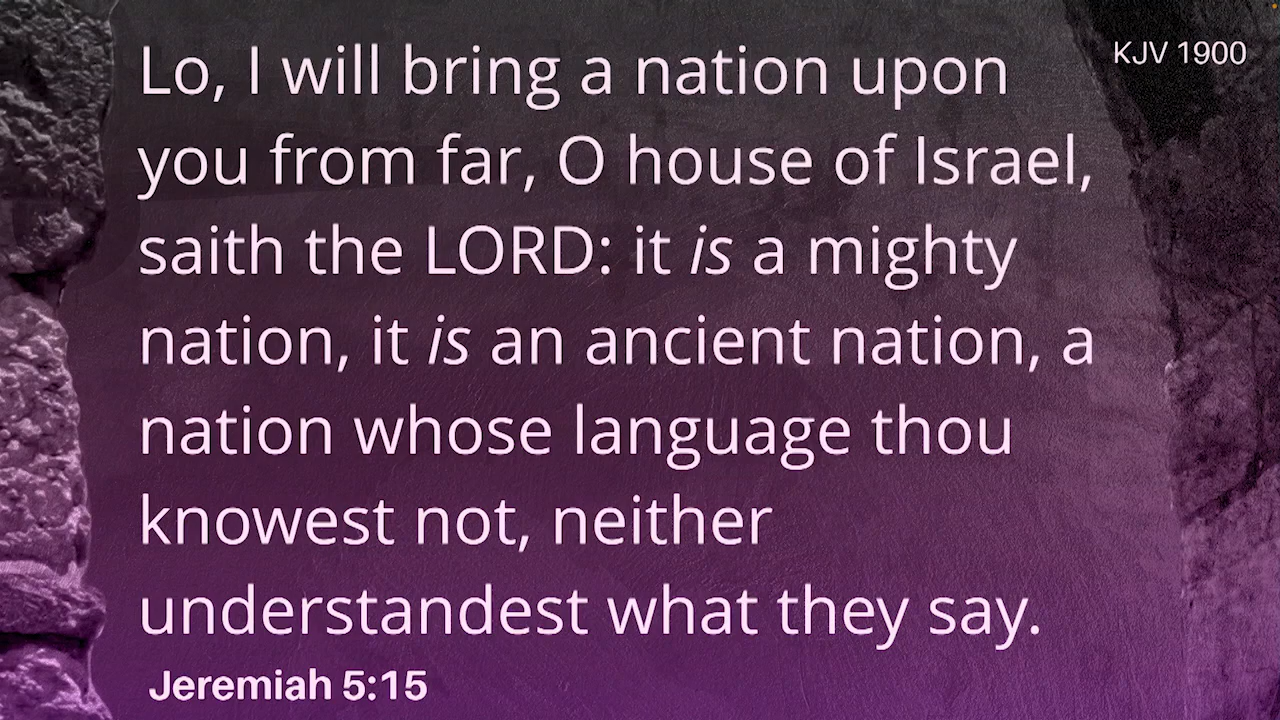 KJV 1900
Lo, I will bring a nation upon
you from far, O house of Israel,
saith the LORD: it is a mighty
nation, it is an ancient nation, a
nation whose language thou
knowest not, neither
understandest what they say.
Jeremiah 5:15